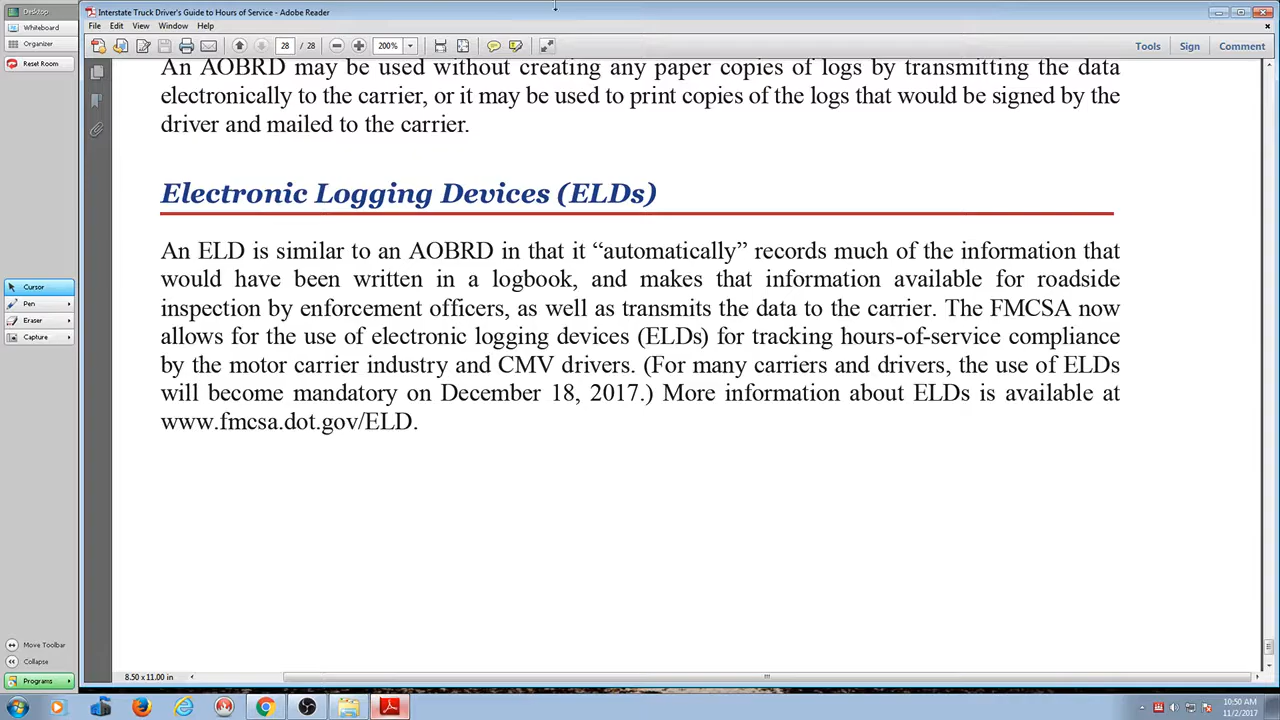 Desktop
Whiteboard
Organizer
Reset Room
Cursor
Pen
Eraser
Capture
Move Toolbar
Collapse
Programs
Interstate Truck Driver's Guide to Hours of Service - Adobe Reader
File Edit View Window Help
28 / 28 200% Tools Sign Comment
An AOBRD may be used without creating any paper copies of logs by transmitting the data
electronically to the carrier, or it may be used to print copies of the logs that would be signed by the
driver and mailed to the carrier.
Electronic Logging Devices (ELDs)
An ELD is similar to an AOBRD in that it “automatically” records much of the information that
would have been written in a logbook, and makes that information available for roadside
inspection by enforcement officers, as well as transmits the data to the carrier. The FMCSA now
allows for the use of electronic logging devices (ELDs) for tracking hours-of-service compliance
by the motor carrier industry and CMV drivers. (For many carriers and drivers, the use of ELDs
will become mandatory on December 18, 2017.) More information about ELDs is available at
www.fmcsa.dot.gov/ELD.
8.50 x 11.00 in
10:50 AM
11/2/2017